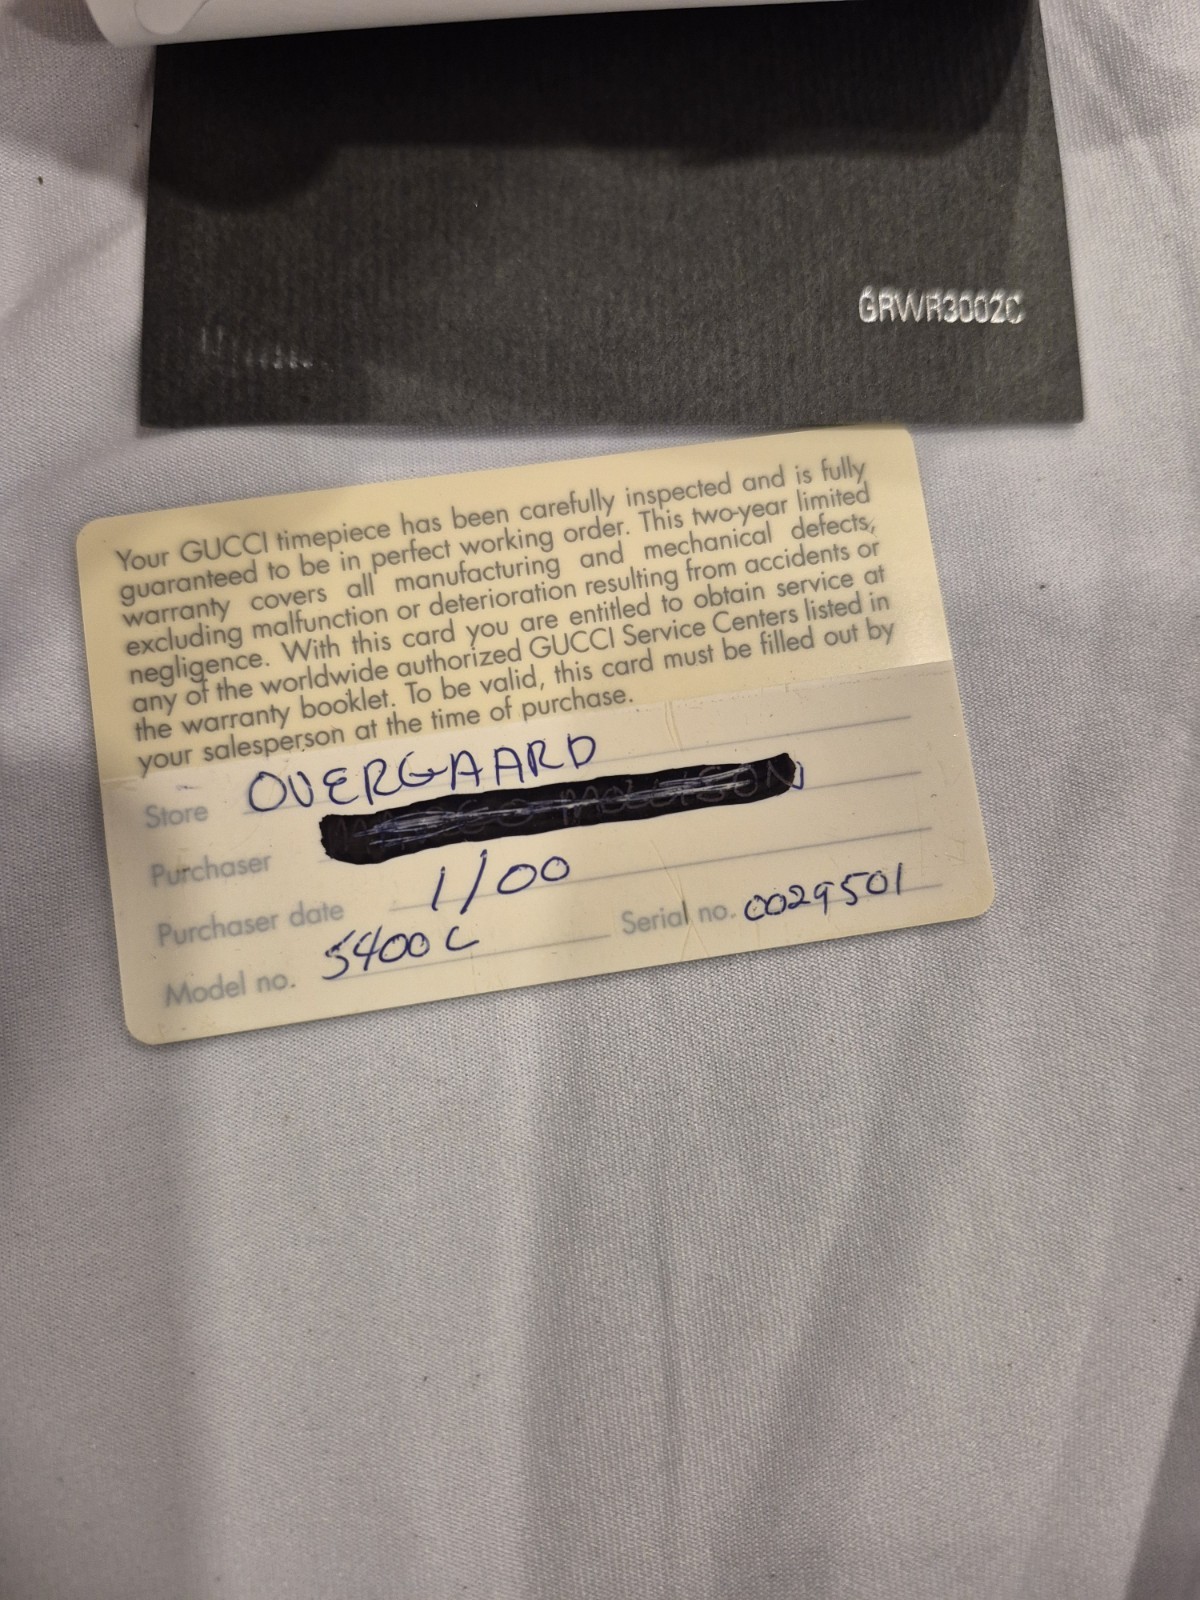 GRWR3002C
Your GUCCI timepiece has been carefully inspected and is fully
guaranteed to be in perfect working order. This two-year limited
warranty covers all manufacturing and mechanical defects,
excluding malfunction or deterioration resulting from accidents or
negligence. With this card you are entitled to obtain service at
any of the worldwide authorized GUCCI Service Centers listed in
the warranty booklet. To be valid, this card must be filled out by
your salesperson at the time of purchase.
Store OVERGAARD
Purchaser
Purchaser date 1/00
Model no. 5400L Serial no. 0029501